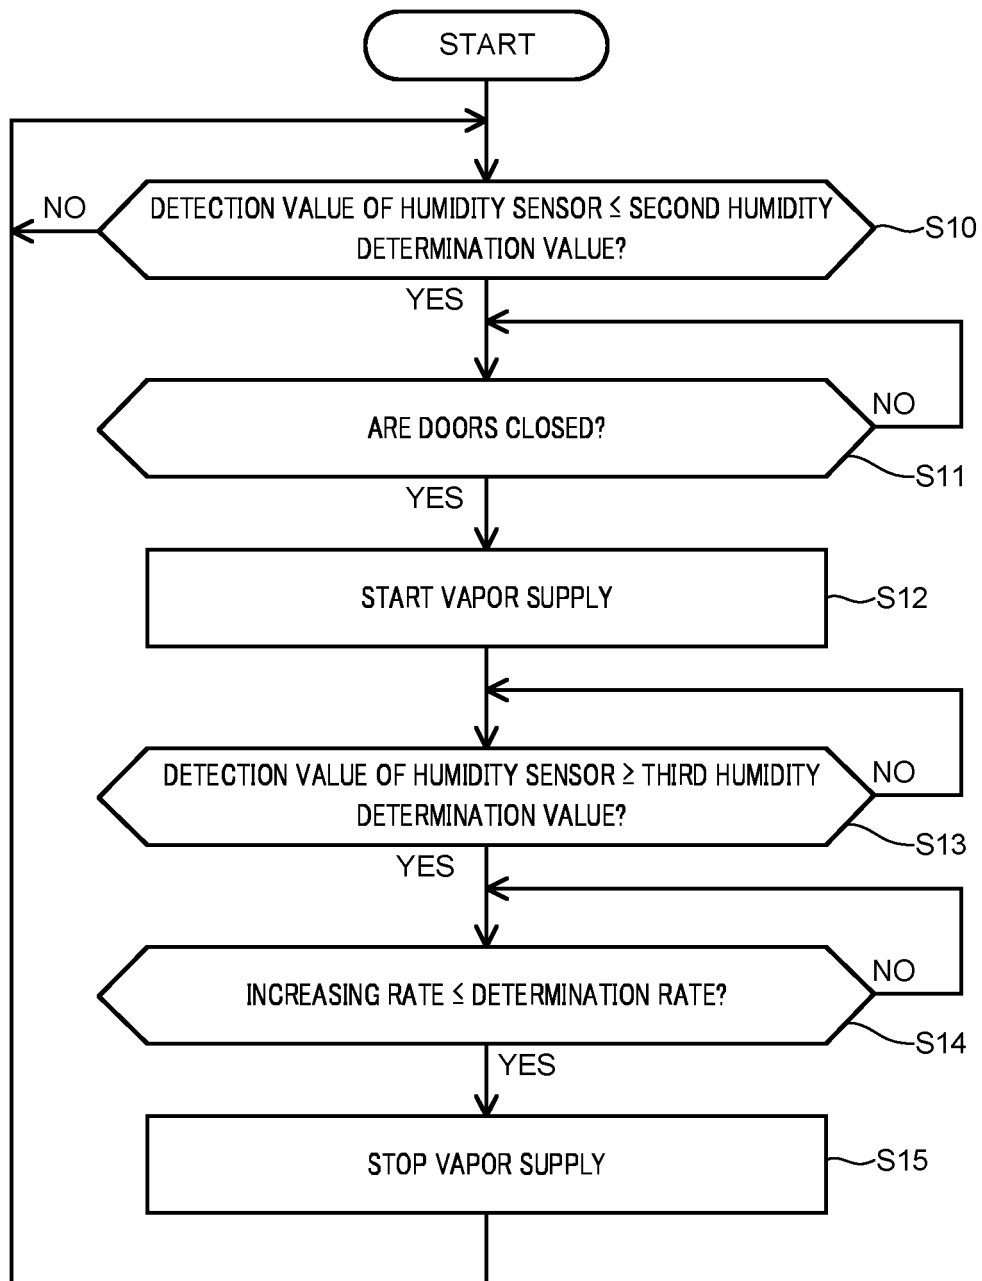 START
NO
DETECTION VALUE OF HUMIDITY SENSOR ≤ SECOND HUMIDITY
DETERMINATION VALUE?
S10
YES
ARE DOORS CLOSED?
NO
S11
YES
START VAPOR SUPPLY
S12
DETECTION VALUE OF HUMIDITY SENSOR ≥ THIRD HUMIDITY
DETERMINATION VALUE?
NO
S13
YES
INCREASING RATE ≤ DETERMINATION RATE?
NO
S14
YES
STOP VAPOR SUPPLY
S15